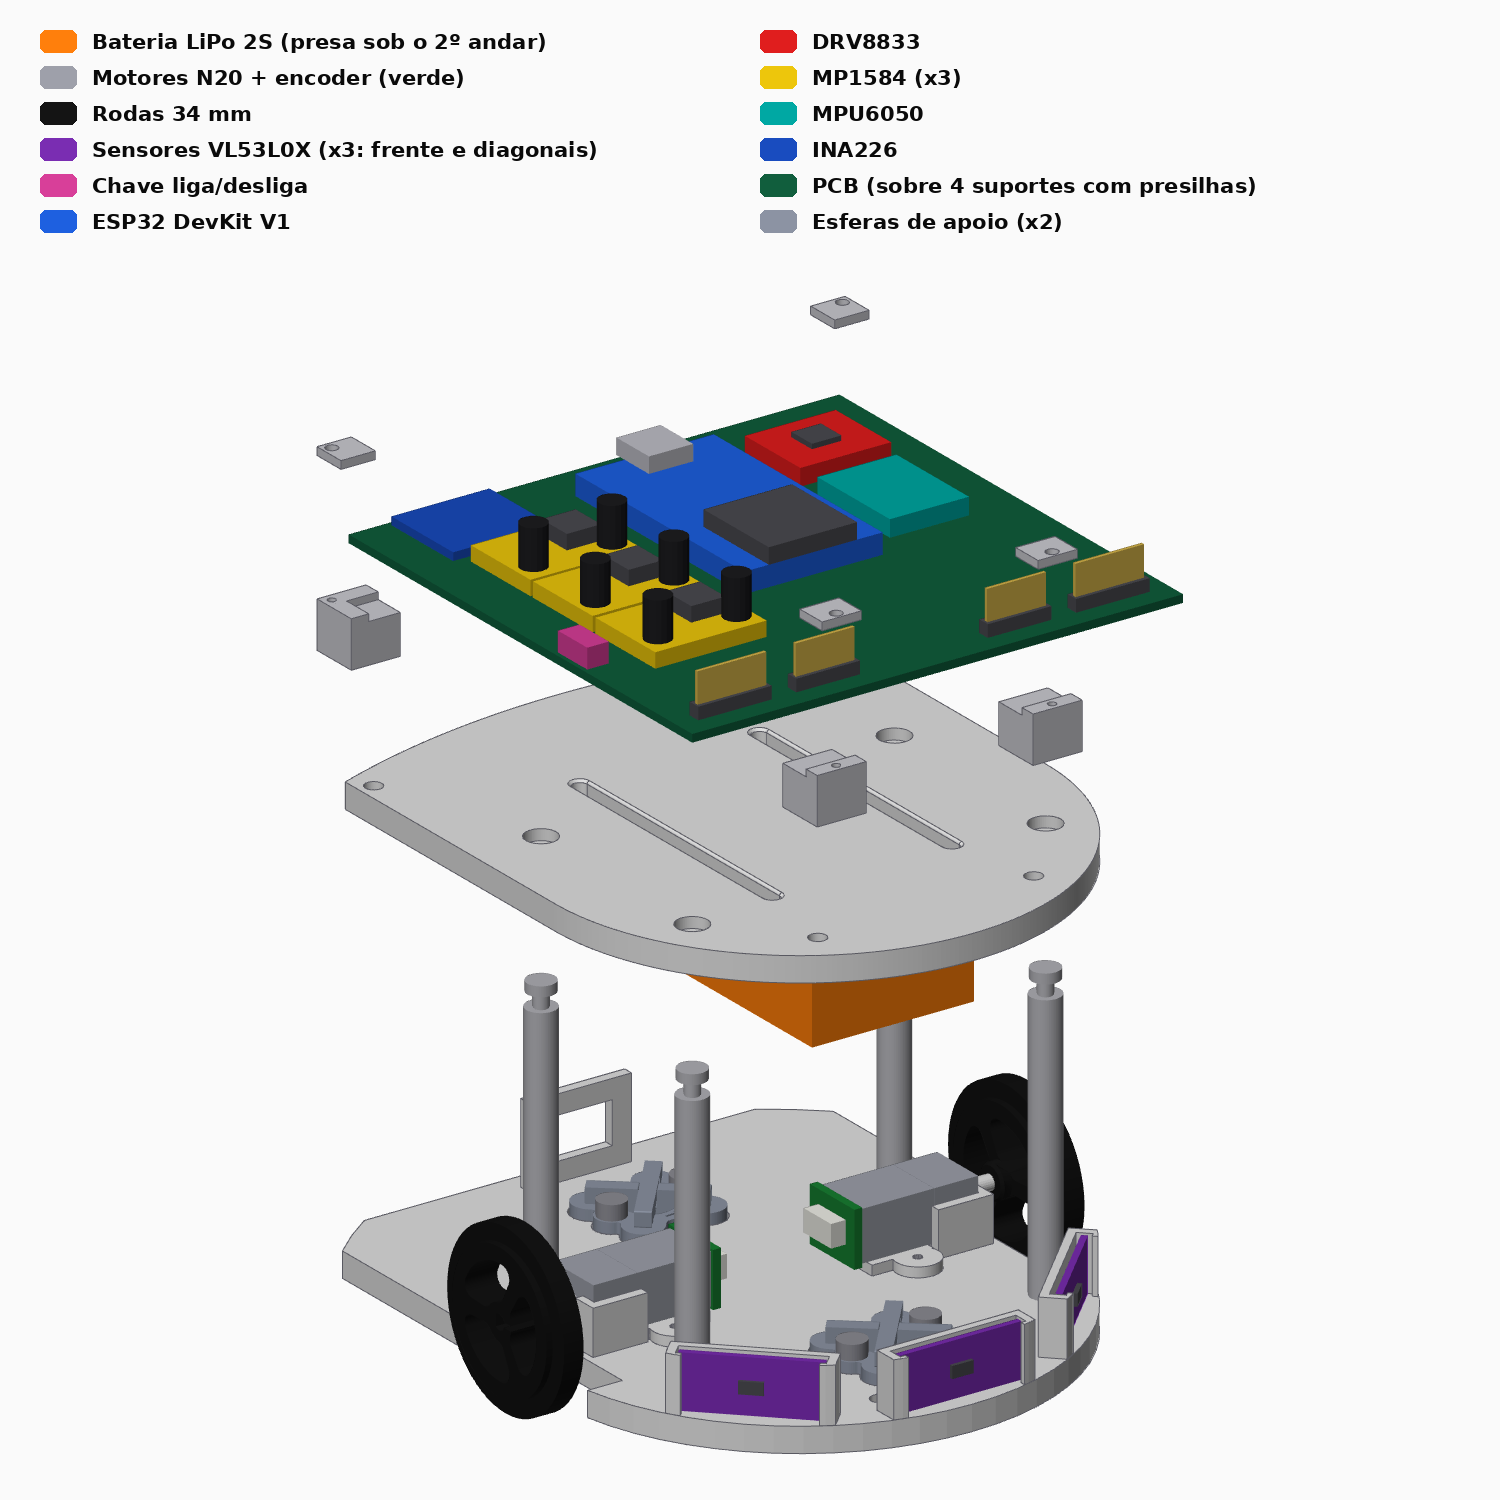 Bateria LiPo 2S (presa sob o 2º andar)
Motores N20 + encoder (verde)
Rodas 34 mm
Sensores VL53L0X (x3: frente e diagonais)
Chave liga/desliga
ESP32 DevKit V1
DRV8833
MP1584 (x3)
MPU6050
INA226
PCB (sobre 4 suportes com presilhas)
Esferas de apoio (x2)